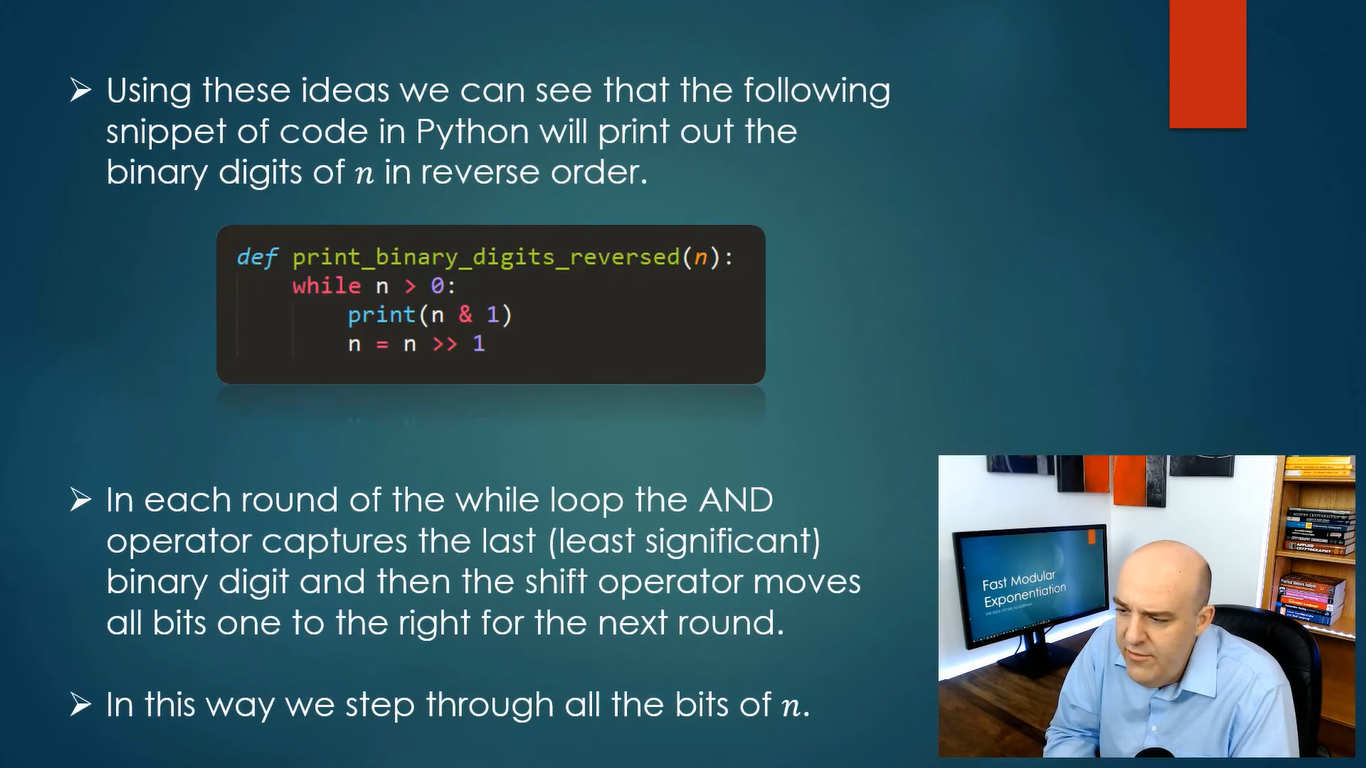 ➢ Using these ideas we can see that the following
snippet of code in Python will print out the
binary digits of n in reverse order.
def print_binary_digits_reversed(n):
    while n > 0:
        print(n & 1)
        n = n >> 1
➢ In each round of the while loop the AND
operator captures the last (least significant)
binary digit and then the shift operator moves
all bits one to the right for the next round.
➢ In this way we step through all the bits of n.
Fast Modular
Exponentiation